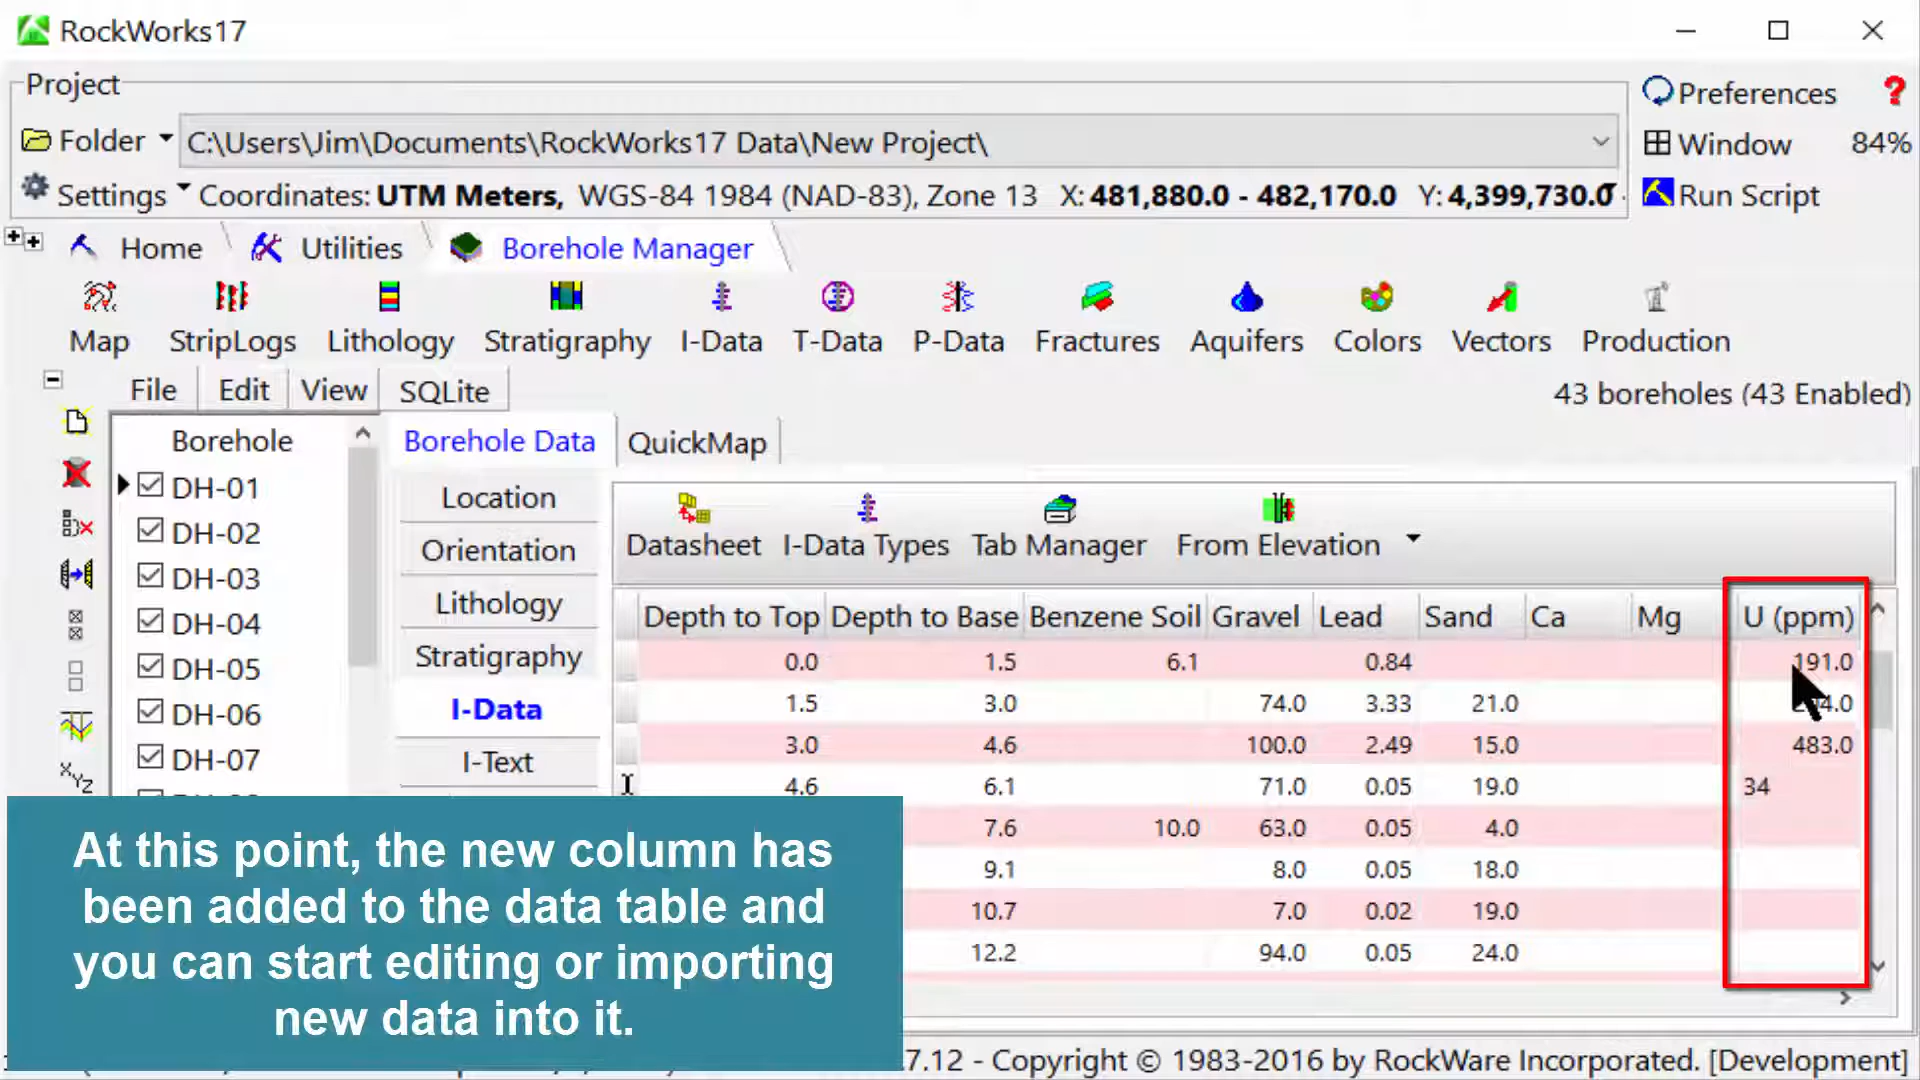 RockWorks17
Project
Folder C:\Users\Jim\Documents\RockWorks17 Data\New Project\
Preferences ?
Window 84%
Settings Coordinates: UTM Meters, WGS-84 1984 (NAD-83), Zone 13 X: 481,880.0 - 482,170.0 Y: 4,399,730.0
Run Script
Home Utilities Borehole Manager
Map StripLogs Lithology Stratigraphy I-Data T-Data P-Data Fractures Aquifers Colors Vectors Production
File Edit View SQLite
43 boreholes (43 Enabled)
Borehole
DH-01
DH-02
DH-03
DH-04
DH-05
DH-06
DH-07
Borehole Data QuickMap
Location
Orientation
Lithology
Stratigraphy
I-Data
I-Text
Datasheet I-Data Types Tab Manager From Elevation
Depth to Top Depth to Base Benzene Soil Gravel Lead Sand Ca Mg U (ppm)
0.0 1.5 6.1 0.84 191.0
1.5 3.0 74.0 3.33 21.0
3.0 4.6 100.0 2.49 15.0 483.0
4.6 6.1 71.0 0.05 19.0 34
7.6 10.0 63.0 0.05 4.0
9.1 8.0 0.05 18.0
10.7 7.0 0.02 19.0
12.2 94.0 0.05 24.0
At this point, the new column has
been added to the data table and
you can start editing or importing
new data into it.
.7.12 - Copyright © 1983-2016 by RockWare Incorporated. [Development]